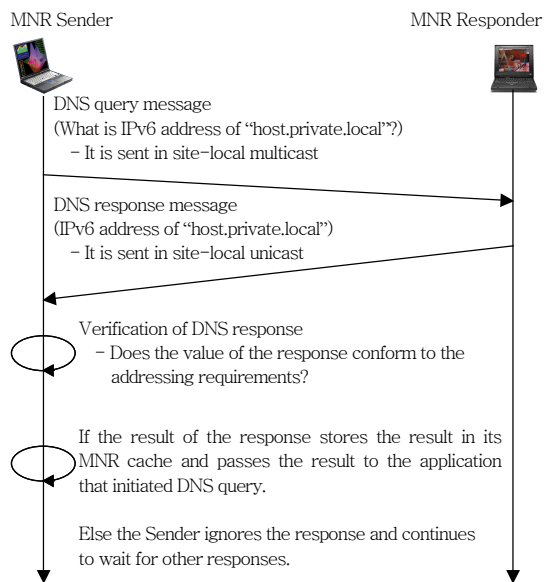 MNR Sender
MNR Responder
DNS query message
(What is IPv6 address of “host.private.local”?)
- It is sent in site-local multicast
DNS response message
(IPv6 address of “host.private.local”)
- It is sent in site-local unicast
Verification of DNS response
- Does the value of the response conform to the
addressing requirements?
If the result of the response stores the result in its
MNR cache and passes the result to the application
that initiated DNS query.
Else the Sender ignores the response and continues
to wait for other responses.